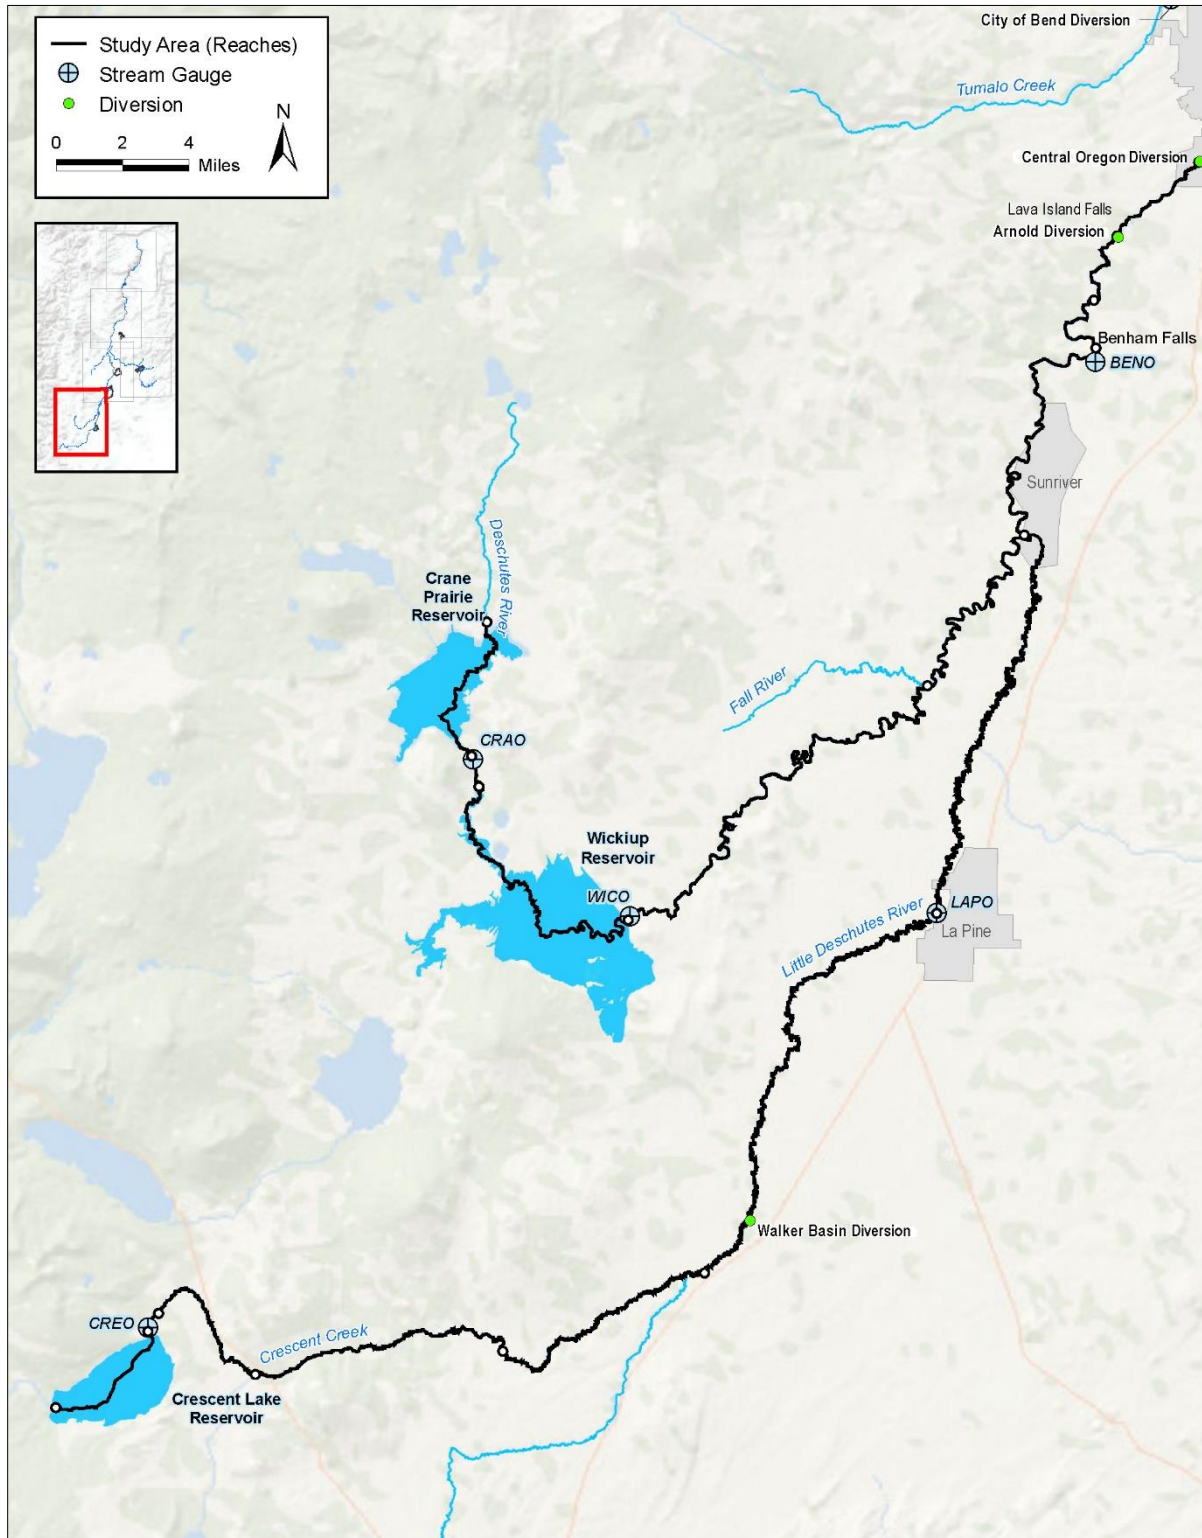 Study Area (Reaches)
Stream Gauge
Diversion
N
0 2 4
Miles
City of Bend Diversion
Tumalo Creek
Central Oregon Diversion
Lava Island Falls
Arnold Diversion
Benham Falls
BENO
Sunriver
Deschutes River
Crane
Prairie
Reservoir
Fall River
CRAO
Wickiup
Reservoir
WICO
LAPO
La Pine
Little Deschutes River
Walker Basin Diversion
CREO
Crescent Creek
Crescent Lake
Reservoir